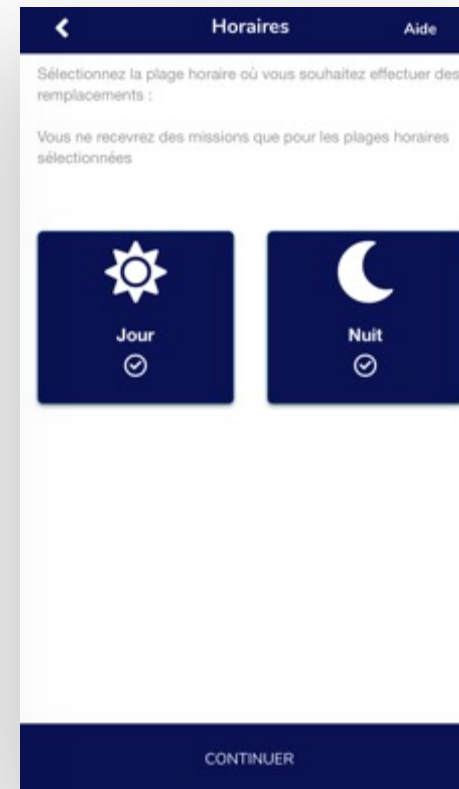 Horaires
Aide
Sélectionnez la plage horaire où vous souhaitez effectuer des
remplacements :
Vous ne recevrez des missions que pour les plages horaires
sélectionnées
Jour
Nuit
CONTINUER